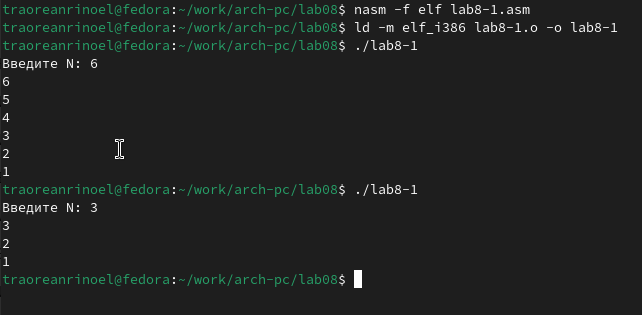 traoreanrinoel@fedora:~/work/arch-pc/lab08$ nasm -f elf lab8-1.asm
traoreanrinoel@fedora:~/work/arch-pc/lab08$ ld -m elf_i386 lab8-1.o -o lab8-1
traoreanrinoel@fedora:~/work/arch-pc/lab08$ ./lab8-1
Введите N: 6
6
5
4
3
2
1
traoreanrinoel@fedora:~/work/arch-pc/lab08$ ./lab8-1
Введите N: 3
3
2
1
traoreanrinoel@fedora:~/work/arch-pc/lab08$